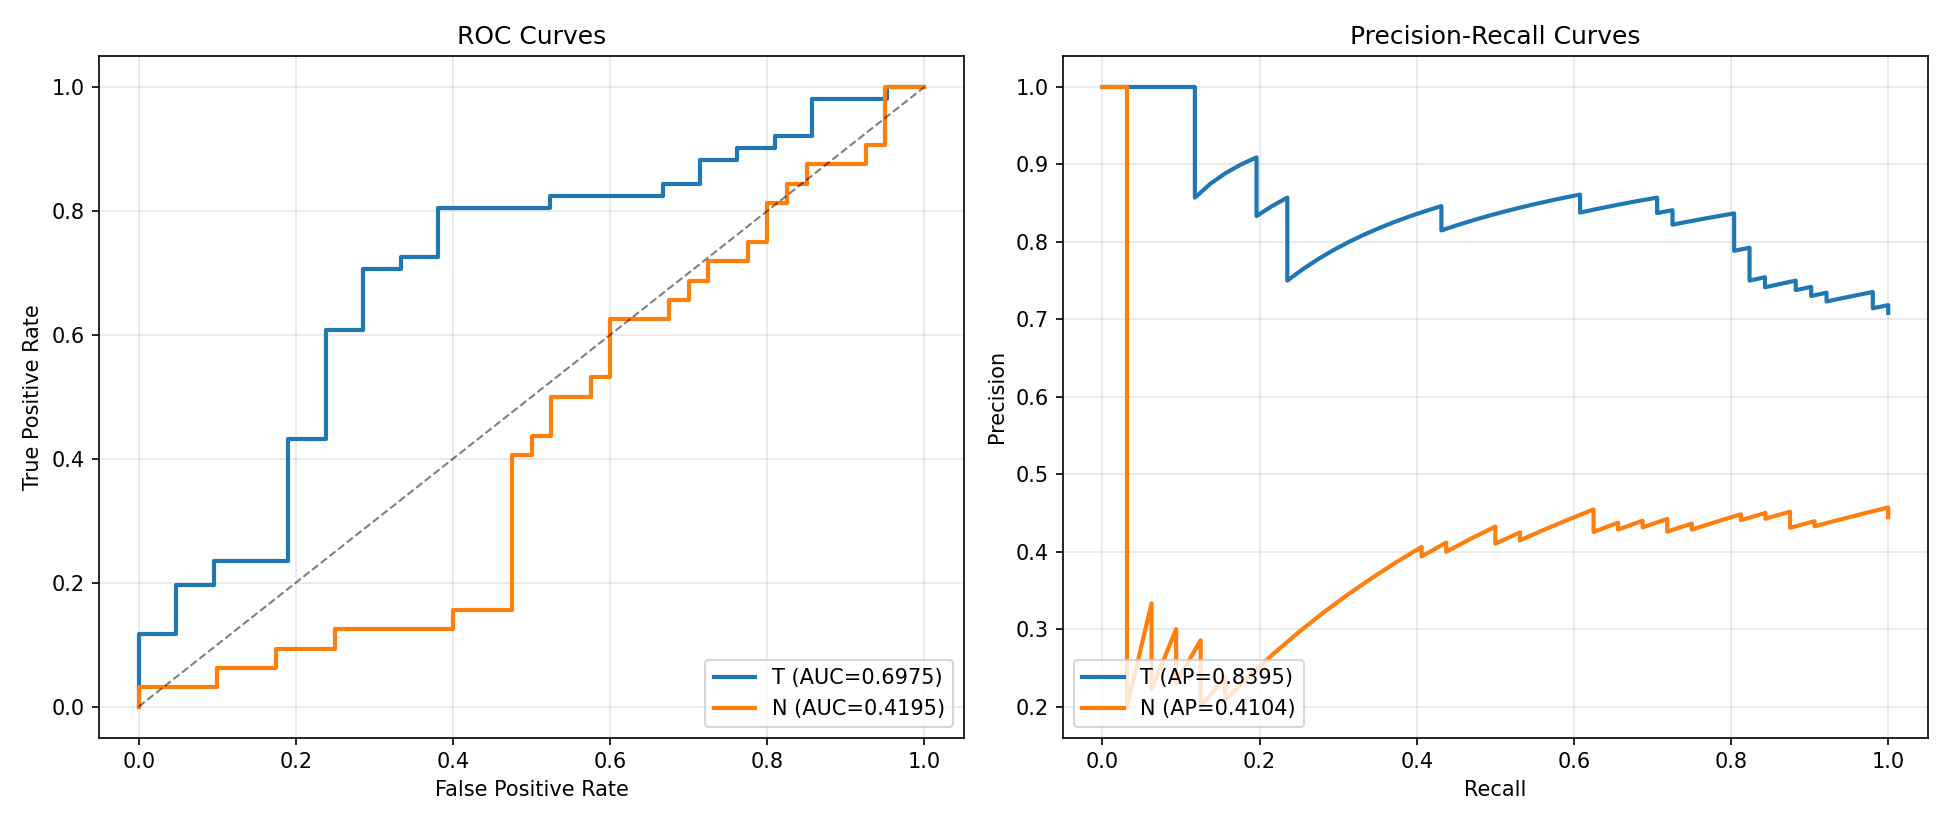 ROC Curves
True Positive Rate
1.0
0.8
0.6
0.4
0.2
0.0
T (AUC=0.6975)
N (AUC=0.4195)
0.0 0.2 0.4 0.6 0.8 1.0
False Positive Rate
Precision-Recall Curves
Precision
1.0
0.9
0.8
0.7
0.6
0.5
0.4
0.3
0.2
T (AP=0.8395)
N (AP=0.4104)
0.0 0.2 0.4 0.6 0.8 1.0
Recall